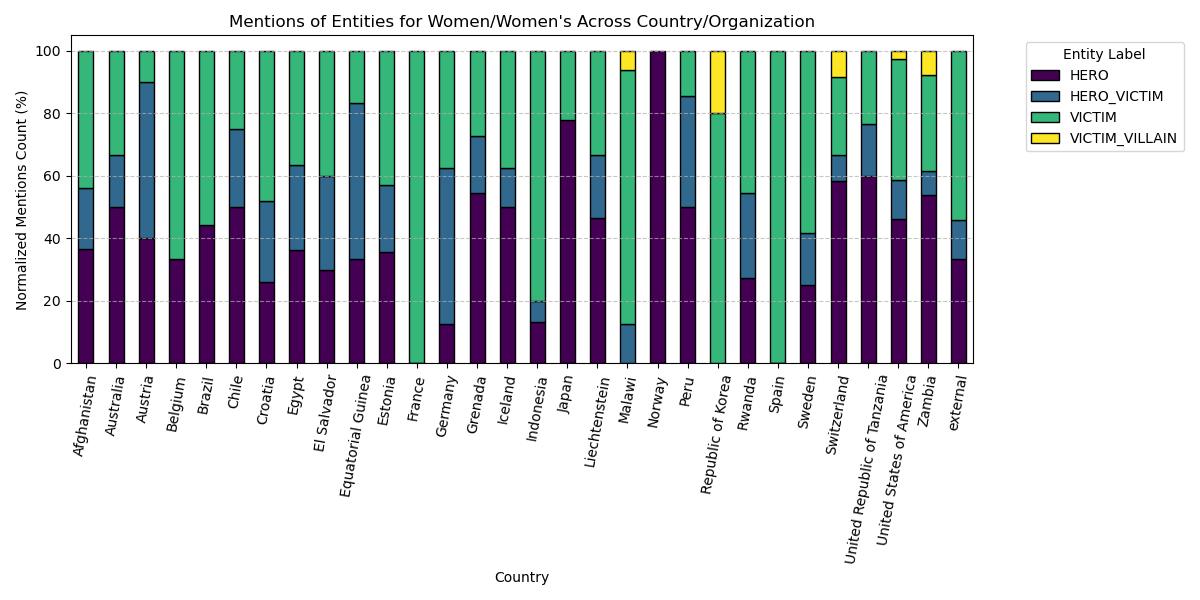 Mentions of Entities for Women/Women's Across Country/Organization
Normalized Mentions Count (%)
100
80
60
40
20
0
Afghanistan
Australia
Austria
Belgium
Brazil
Chile
Croatia
Egypt
El Salvador
Equatorial Guinea
Estonia
France
Germany
Grenada
Iceland
Indonesia
Japan
Liechtenstein
Malawi
Norway
Peru
Republic of Korea
Rwanda
Spain
Sweden
Switzerland
United Republic of Tanzania
United States of America
Zambia
external
Country
Entity Label
HERO
HERO_VICTIM
VICTIM
VICTIM_VILLAIN